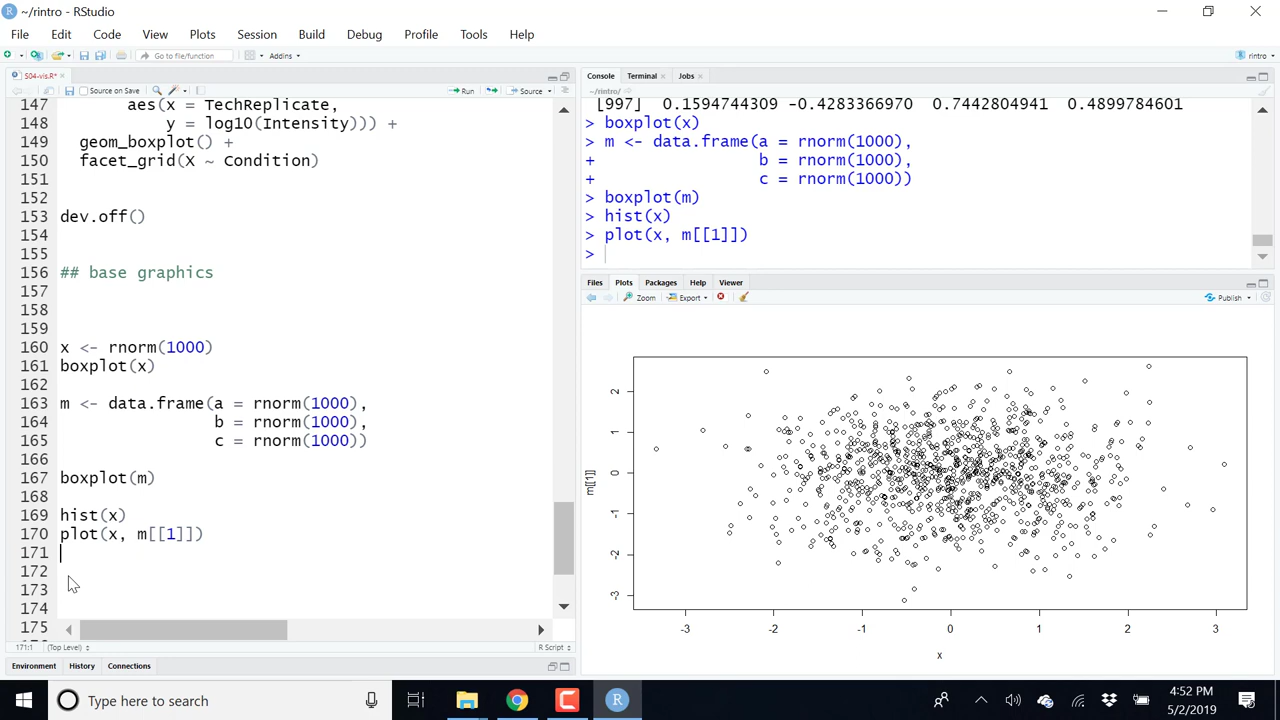 ~/rintro - RStudio
File Edit Code View Plots Session Build Debug Profile Tools Help
Go to file/function Addins rintro
S04-vis.R*
Source on Save Run Source
147 aes(x = TechReplicate,
148 y = log10(Intensity))) +
149 geom_boxplot() +
150 facet_grid(X ~ Condition)
151
152
153 dev.off()
154
155
156 ## base graphics
157
158
159
160 x <- rnorm(1000)
161 boxplot(x)
162
163 m <- data.frame(a = rnorm(1000),
164 b = rnorm(1000),
165 c = rnorm(1000))
166
167 boxplot(m)
168
169 hist(x)
170 plot(x, m[[1]])
171
172
173
174
175
171:1 (Top Level) R Script
Environment History Connections
Console Terminal Jobs
~/rintro/
[997] 0.1594744309 -0.4283366970 0.7442804941 0.4899784601
> boxplot(x)
> m <- data.frame(a = rnorm(1000),
+ b = rnorm(1000),
+ c = rnorm(1000))
> boxplot(m)
> hist(x)
> plot(x, m[[1]])
>
Files Plots Packages Help Viewer
Zoom Export Publish
m[[1]]
2
1
0
-1
-2
-3
-3 -2 -1 0 1 2 3
x
Type here to search
4:52 PM
5/2/2019